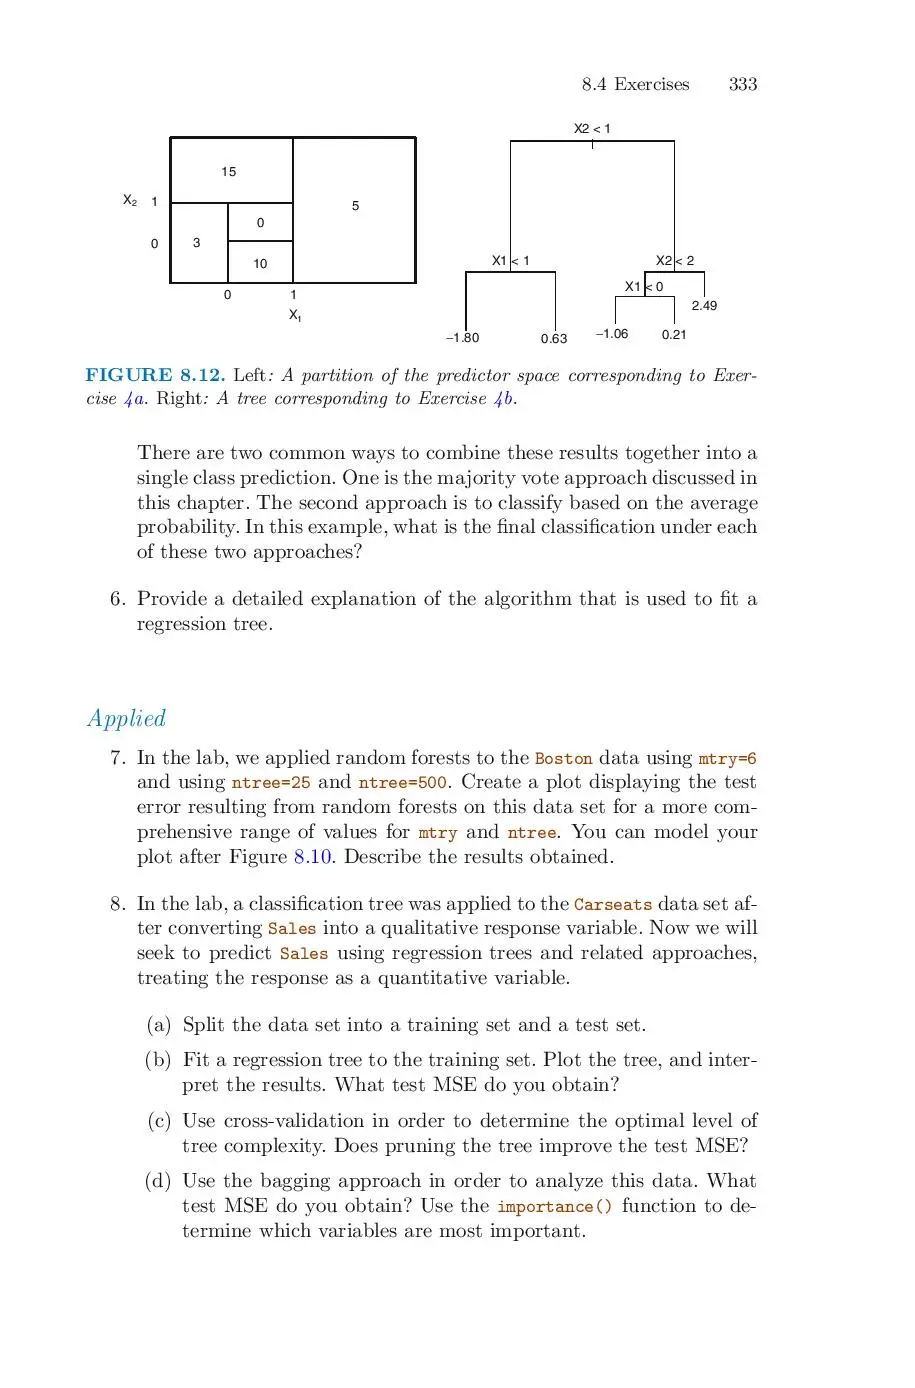 8.4 Exercises 333
15
X2 1
5
0
0 3
10
0 1
X1
X2 < 1
X1 < 1 X2 < 2
X1 < 0
2.49
−1.80 0.63 −1.06 0.21
FIGURE 8.12. Left: A partition of the predictor space corresponding to Exer-
cise 4a. Right: A tree corresponding to Exercise 4b.
There are two common ways to combine these results together into a
single class prediction. One is the majority vote approach discussed in
this chapter. The second approach is to classify based on the average
probability. In this example, what is the final classification under each
of these two approaches?
6. Provide a detailed explanation of the algorithm that is used to fit a
regression tree.
Applied
7. In the lab, we applied random forests to the Boston data using mtry=6
and using ntree=25 and ntree=500. Create a plot displaying the test
error resulting from random forests on this data set for a more com-
prehensive range of values for mtry and ntree. You can model your
plot after Figure 8.10. Describe the results obtained.
8. In the lab, a classification tree was applied to the Carseats data set af-
ter converting Sales into a qualitative response variable. Now we will
seek to predict Sales using regression trees and related approaches,
treating the response as a quantitative variable.
(a) Split the data set into a training set and a test set.
(b) Fit a regression tree to the training set. Plot the tree, and inter-
pret the results. What test MSE do you obtain?
(c) Use cross-validation in order to determine the optimal level of
tree complexity. Does pruning the tree improve the test MSE?
(d) Use the bagging approach in order to analyze this data. What
test MSE do you obtain? Use the importance() function to de-
termine which variables are most important.